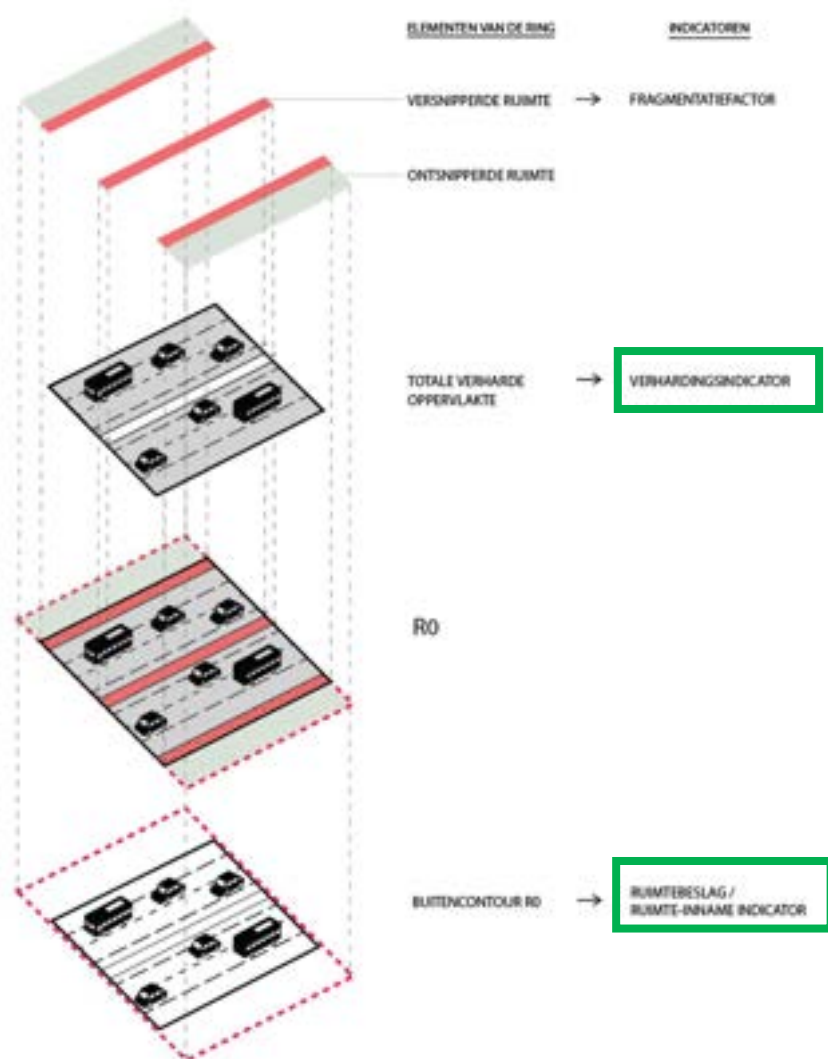 ELEMENTEN VAN DE RING
INDICATOREN
VERSNIPPERDE RUIMTE → FRAGMENTATIEFACTOR
ONTSNIPPERDE RUIMTE
TOTALE VERHARDE
OPPERVLAKTE → VERHARDINGSINDICATOR
R0
BUITENCONTOUR R0 → RUIMTEBESLAG /
RUIMTE-INNAME INDICATOR